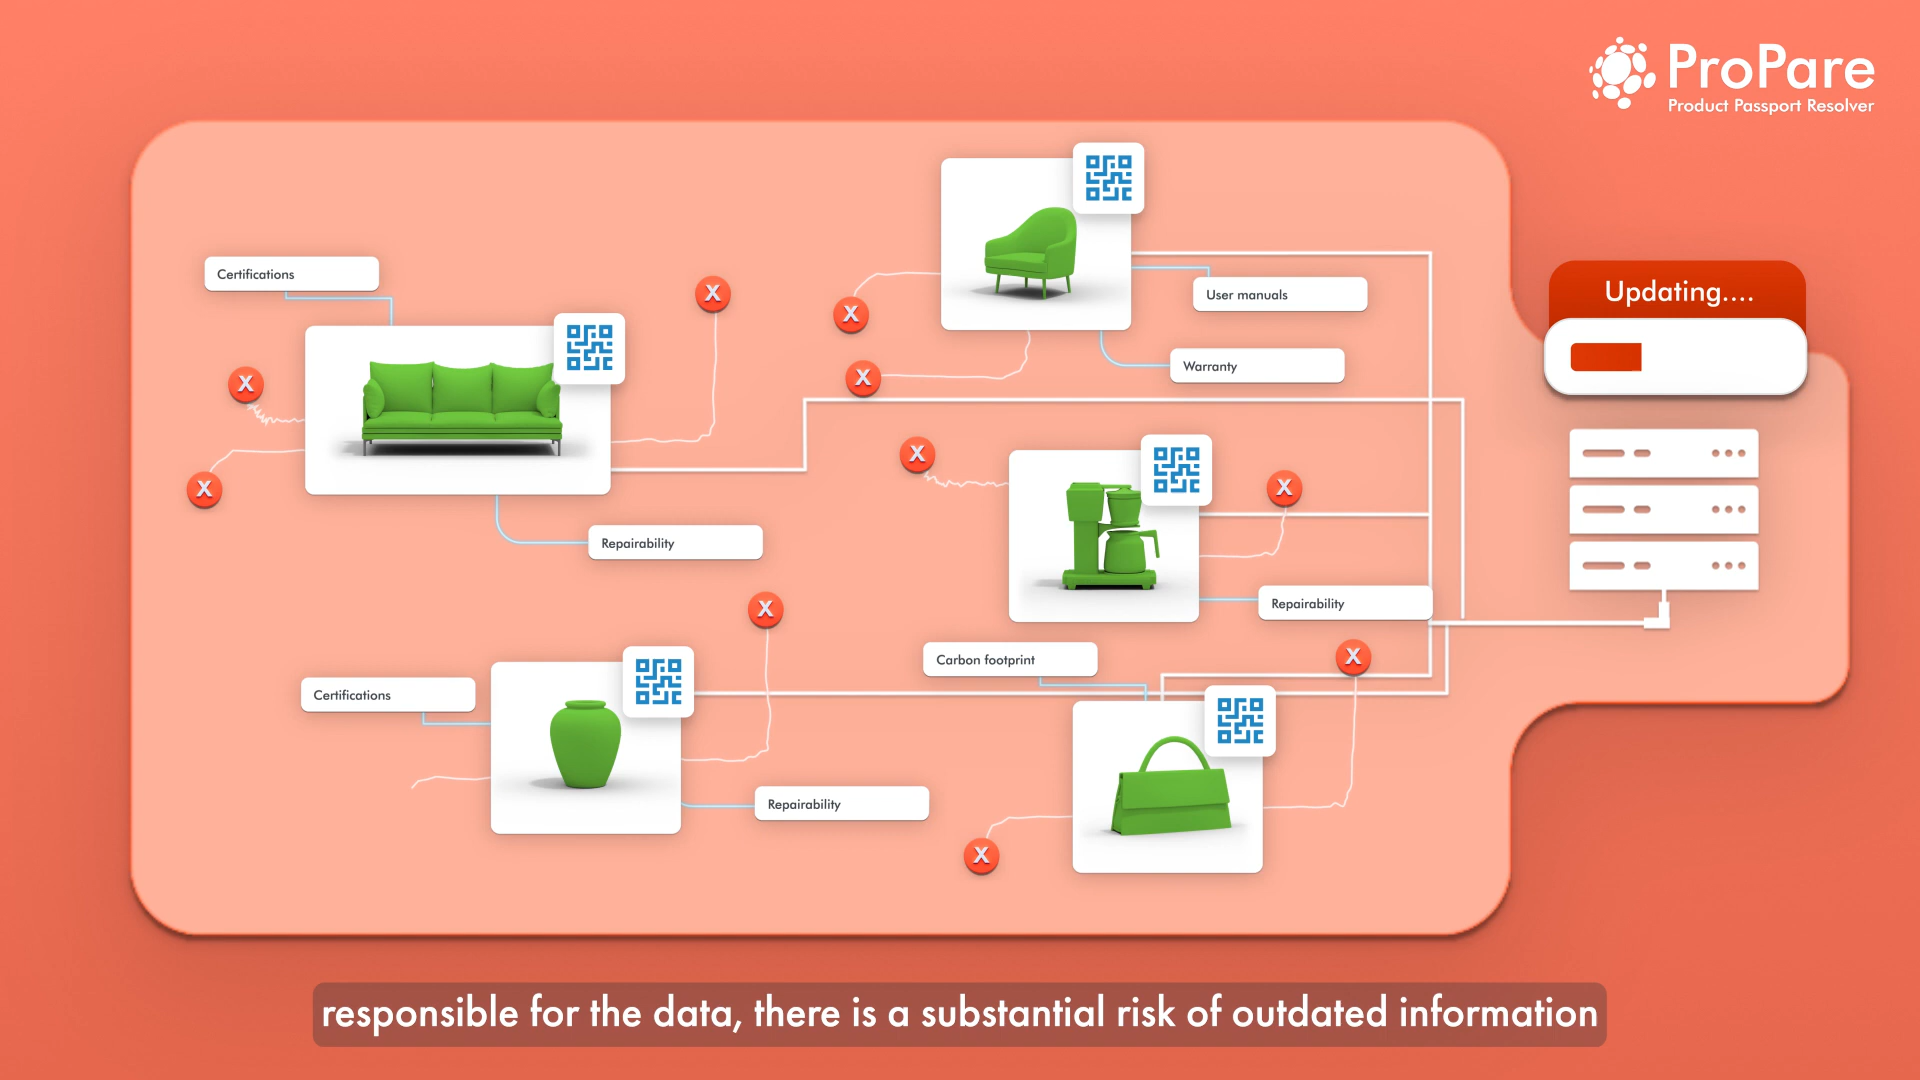 ProPare
Product Passport Resolver
Certifications
X
X
X
Repairability
X
X
User manuals
Warranty
Updating....
X
X
Repairability
Certifications
X
Repairability
Carbon footprint
X
X
responsible for the data, there is a substantial risk of outdated information